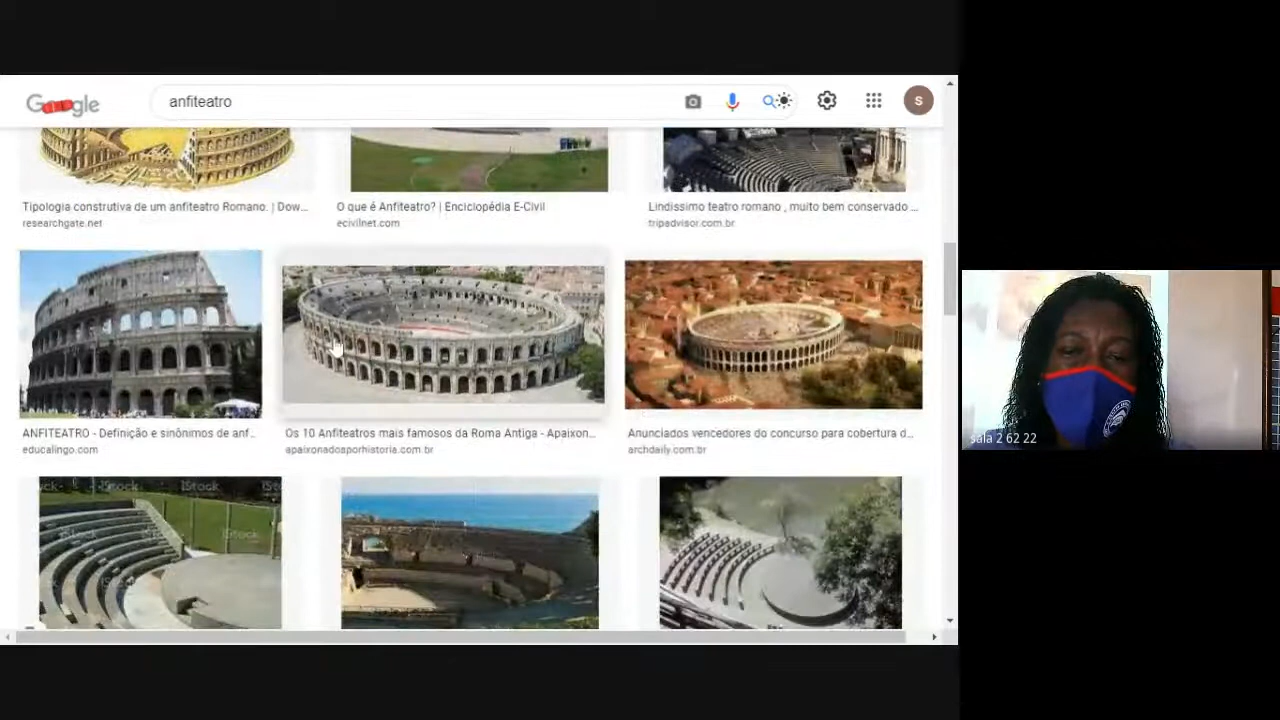 Google
anfiteatro
S
Tipologia construtiva de um anfiteatro Romano. | Dow...
researchgate.net
O que é Anfiteatro? | Enciclopédia E-Civil
ecivilnet.com
Lindissimo teatro romano , muito bem conservado ...
tripadvisor.com.br
ANFITEATRO - Definição e sinônimos de anf...
educalingo.com
Os 10 Anfiteatros mais famosos da Roma Antiga - Apaixon...
apaixonadosporhistoria.com.br
Anunciados vencedores do concurso para cobertura d...
archdaily.com.br
iStock
iStock
sala 2 62 22